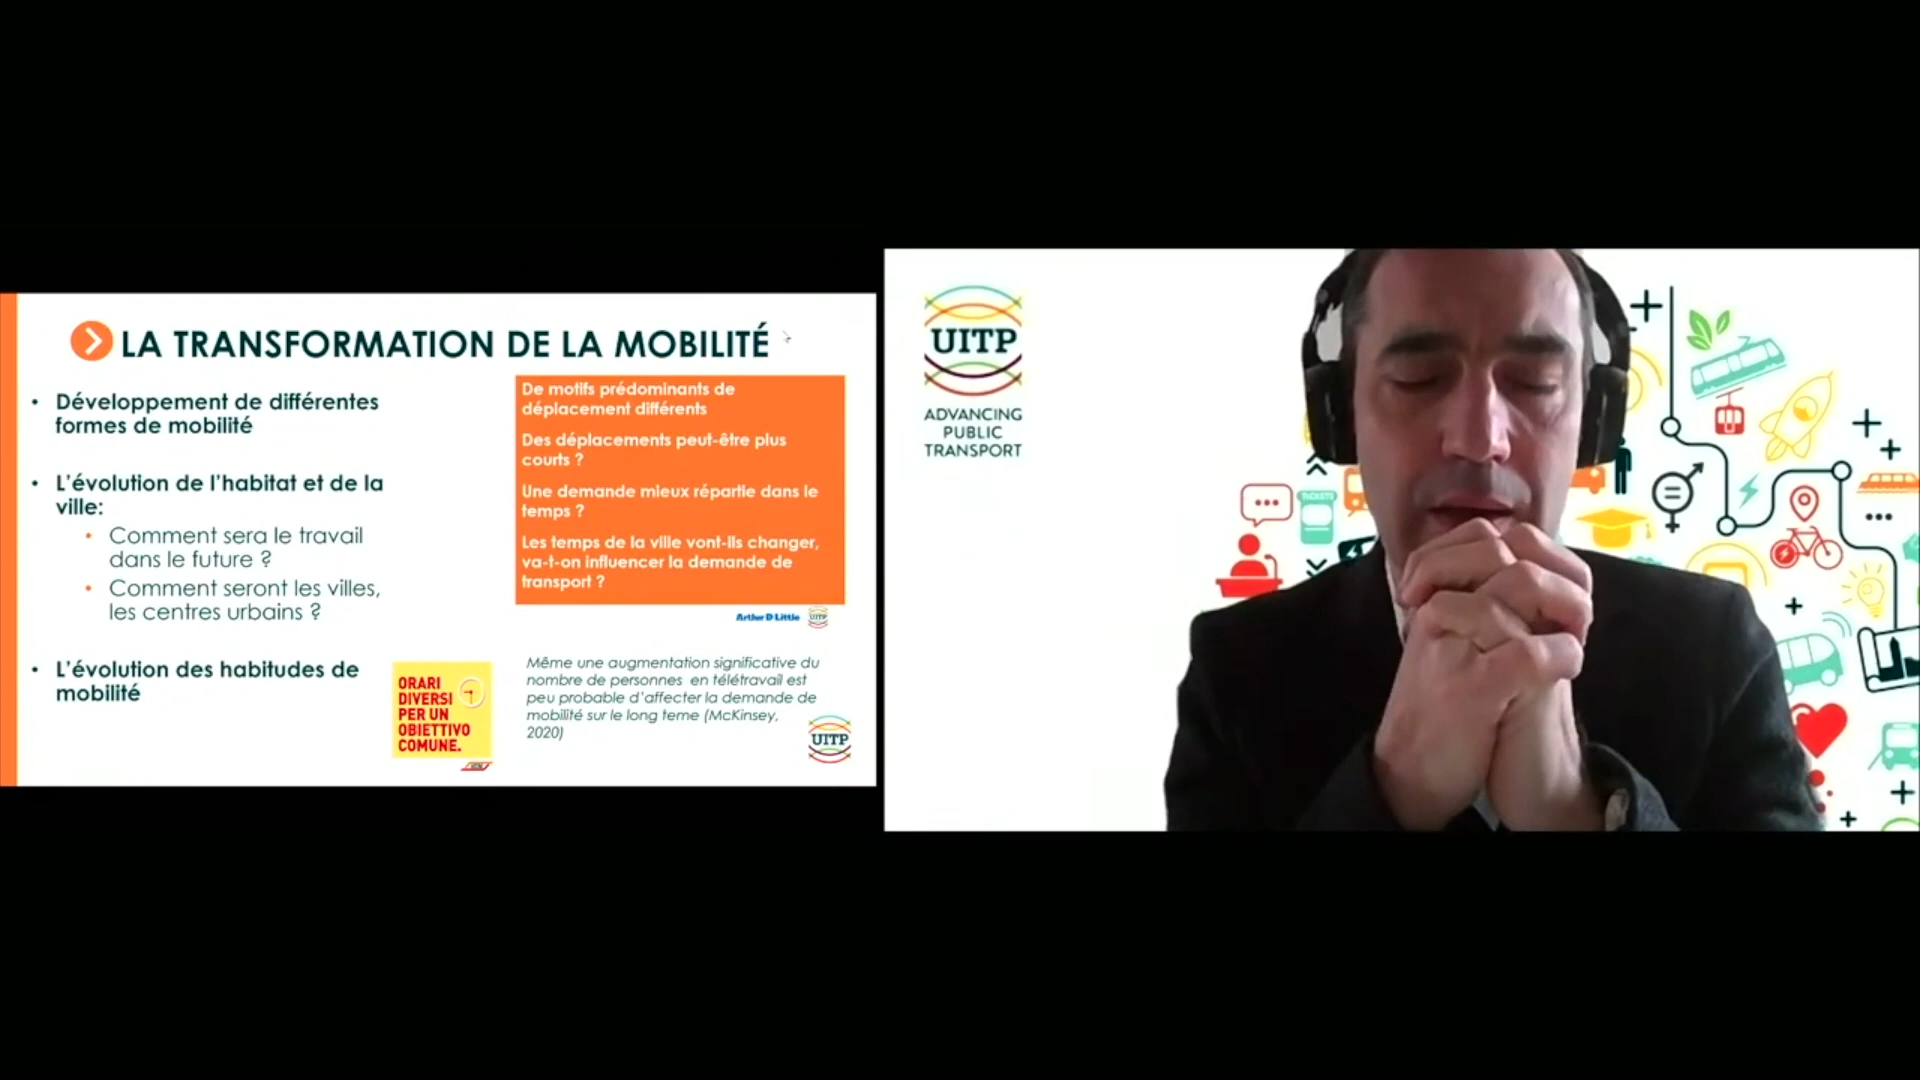 LA TRANSFORMATION DE LA MOBILITÉ
• Développement de différentes
formes de mobilité
• L'évolution de l'habitat et de la
ville:
• Comment sera le travail
dans le future ?
• Comment seront les villes,
les centres urbains ?
• L'évolution des habitudes de
mobilité
ORARI
DIVERSI
PER UN
OBIETTIVO
COMUNE.
De motifs prédominants de
déplacement différents
Des déplacements peut-être plus
courts ?
Une demande mieux répartie dans le
temps ?
Les temps de la ville vont-ils changer,
va-t-on influencer la demande de
transport ?
Arthur D Little
UITP
Même une augmentation significative du
nombre de personnes en télétravail est
peu probable d'affecter la demande de
mobilité sur le long teme (McKinsey,
2020)
UITP
UITP
ADVANCING
PUBLIC
TRANSPORT
TICKETS